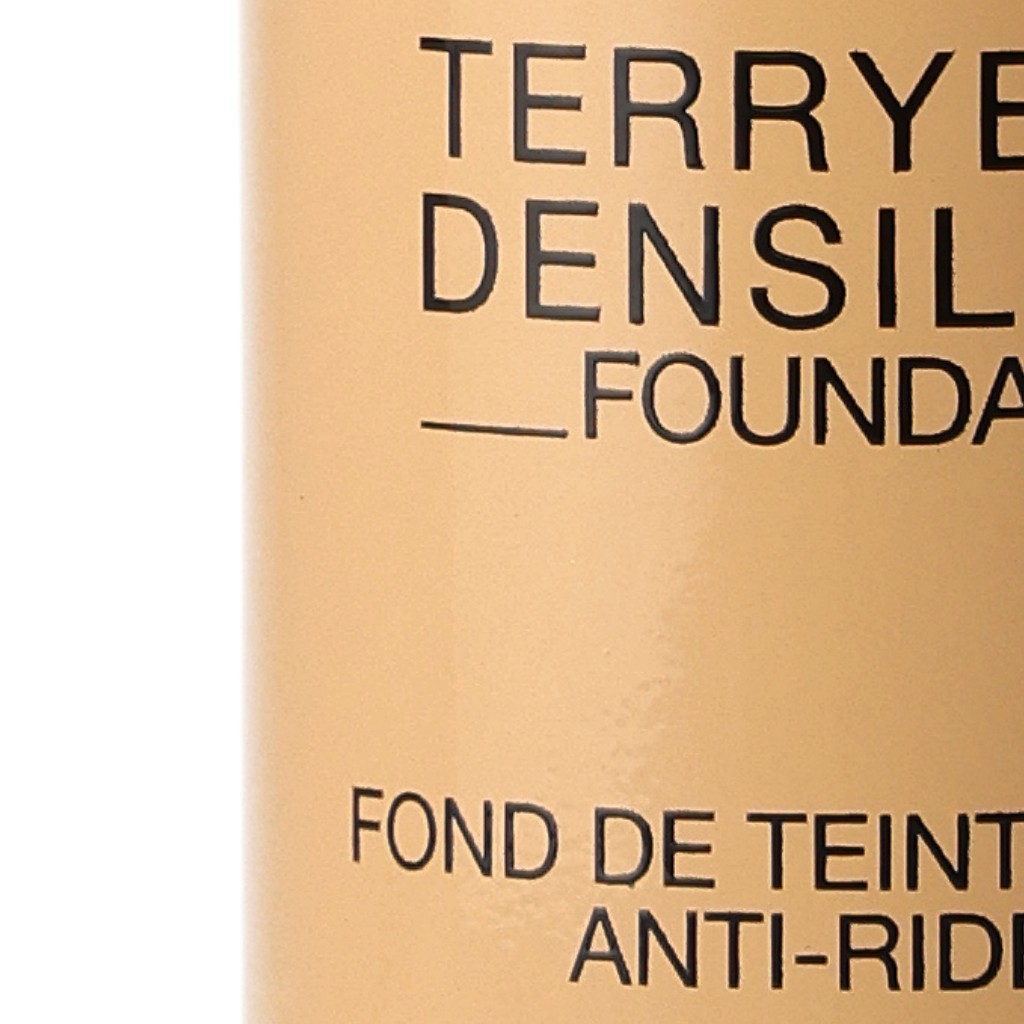 TERRYE
DENSIL
FOUNDA
FOND DE TEINT
ANTI-RIDE